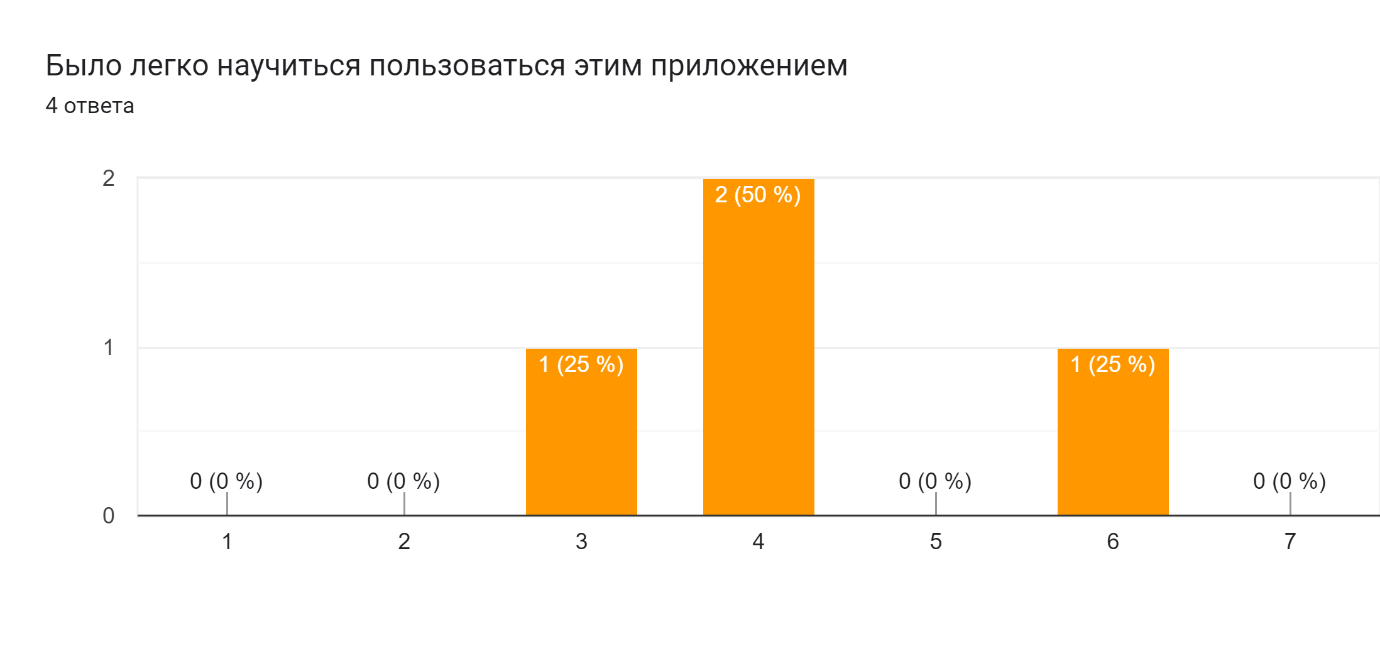 Было легко научиться пользоваться этим приложением
4 ответа
2
2 (50 %)
1
1 (25 %)
1 (25 %)
0 (0 %)
0 (0 %)
0 (0 %)
0 (0 %)
0
1
2
3
4
5
6
7